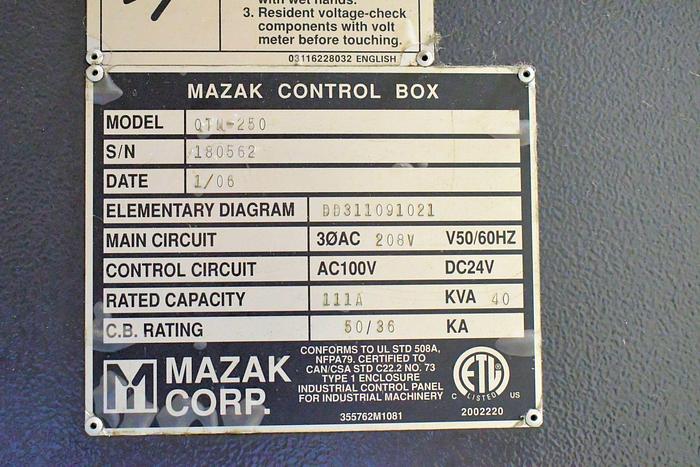 with wet hands.
3. Resident voltage-check
components with volt
meter before touching.
03116228032 ENGLISH
MAZAK CONTROL BOX
MODEL QTN-250
S/N 180562
DATE 1/06
ELEMENTARY DIAGRAM DD311091021
MAIN CIRCUIT 3ØAC 208V V50/60HZ
CONTROL CIRCUIT AC100V DC24V
RATED CAPACITY 111A KVA 40
C.B. RATING 50/36 KA
MAZAK
CORP.
CONFORMS TO UL STD 508A,
NFPA79. CERTIFIED TO
CAN/CSA STD C22.2 NO. 73
TYPE 1 ENCLOSURE
INDUSTRIAL CONTROL PANEL
FOR INDUSTRIAL MACHINERY
355762M1081
ETL
C LISTED US
2002220